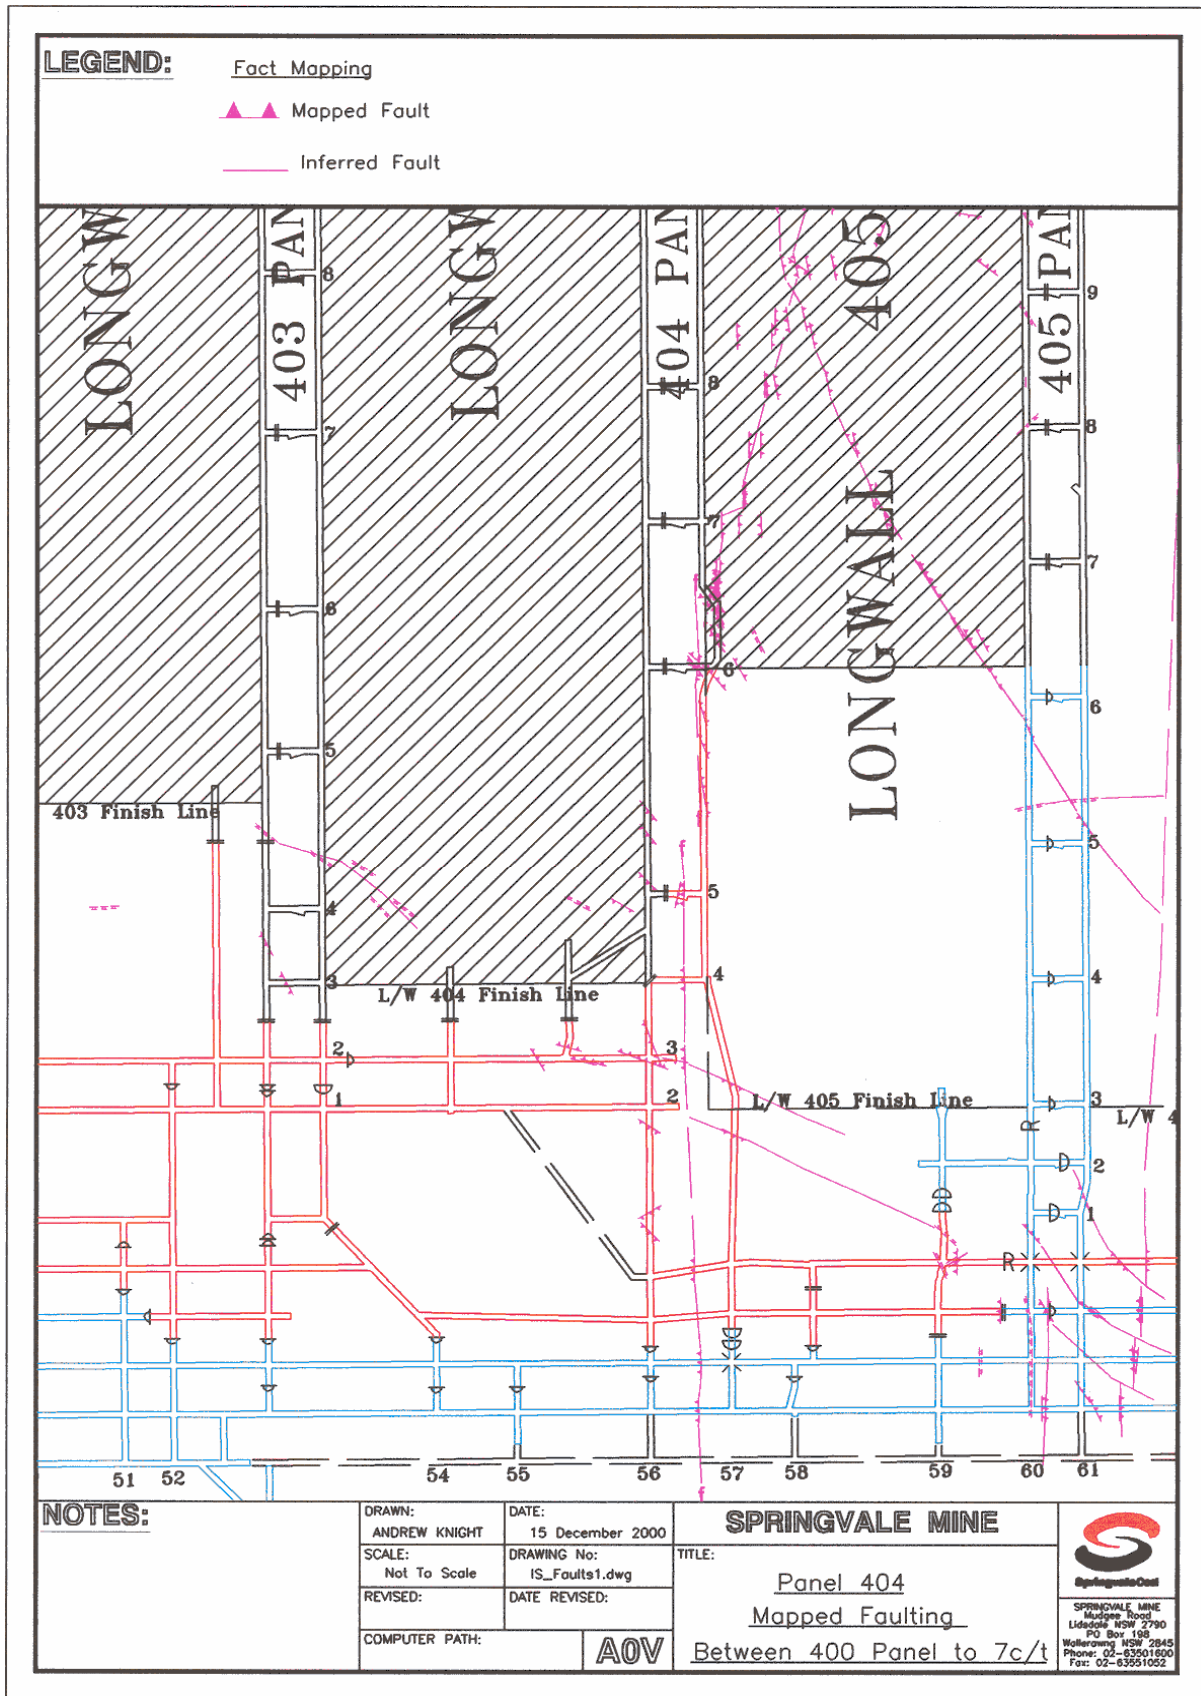 LEGEND:
Fact Mapping
Mapped Fault
Inferred Fault
LONGW
403 PAN
LONGW
404 PAN
LONGWALL 405
405 PAN
8
7
6
5
4
3
2
1
8
7
6
5
4
3
2
9
8
7
6
5
4
3
2
1
403 Finish Line
L/W 404 Finish Line
L/W 405 Finish Line
L/W 4
R
R
f
51
52
54
55
56
57
58
59
60
61
NOTES:
DRAWN:
ANDREW KNIGHT
DATE:
15 December 2000
SCALE:
Not To Scale
DRAWING No:
IS_Faults1.dwg
REVISED:
DATE REVISED:
COMPUTER PATH:
A0V
SPRINGVALE MINE
TITLE:
Panel 404
Mapped Faulting
Between 400 Panel to 7c/t
SpringvaleCoal
SPRINGVALE MINE
Mudgee Road
Lidsdale NSW 2790
PO Box 198
Wallerawng NSW 2845
Phone: 02-63501600
Fax: 02-63551052